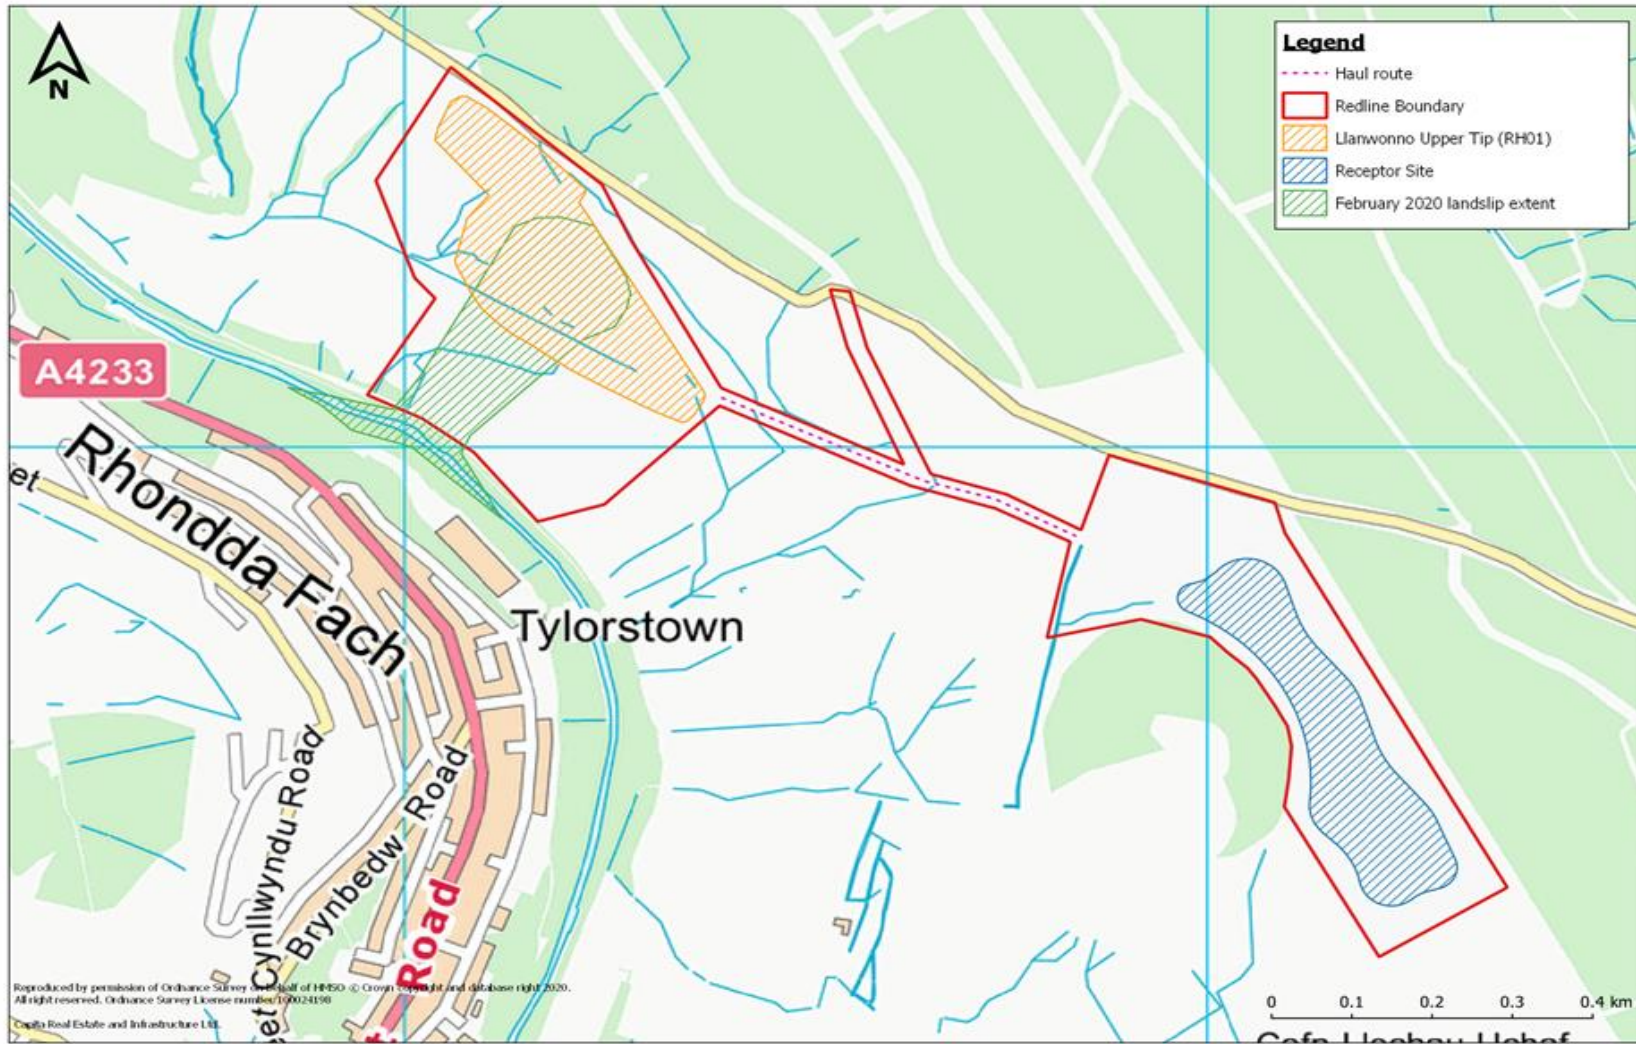 N
Legend
Haul route
Redline Boundary
Llanwonno Upper Tip (RH01)
Receptor Site
February 2020 landslip extent
A4233
et
Rhondda Fach
Tylorstown
Cynllwyndu Road
Brynbedw Road
Road
et
Reproduced by permission of Ordnance Survey on behalf of HMSO © Crown copyright and database right 2020.
All right reserved. Ordnance Survey License number 100024198
Capita Real Estate and Infrastructure Ltd.
0 0.1 0.2 0.3 0.4 km